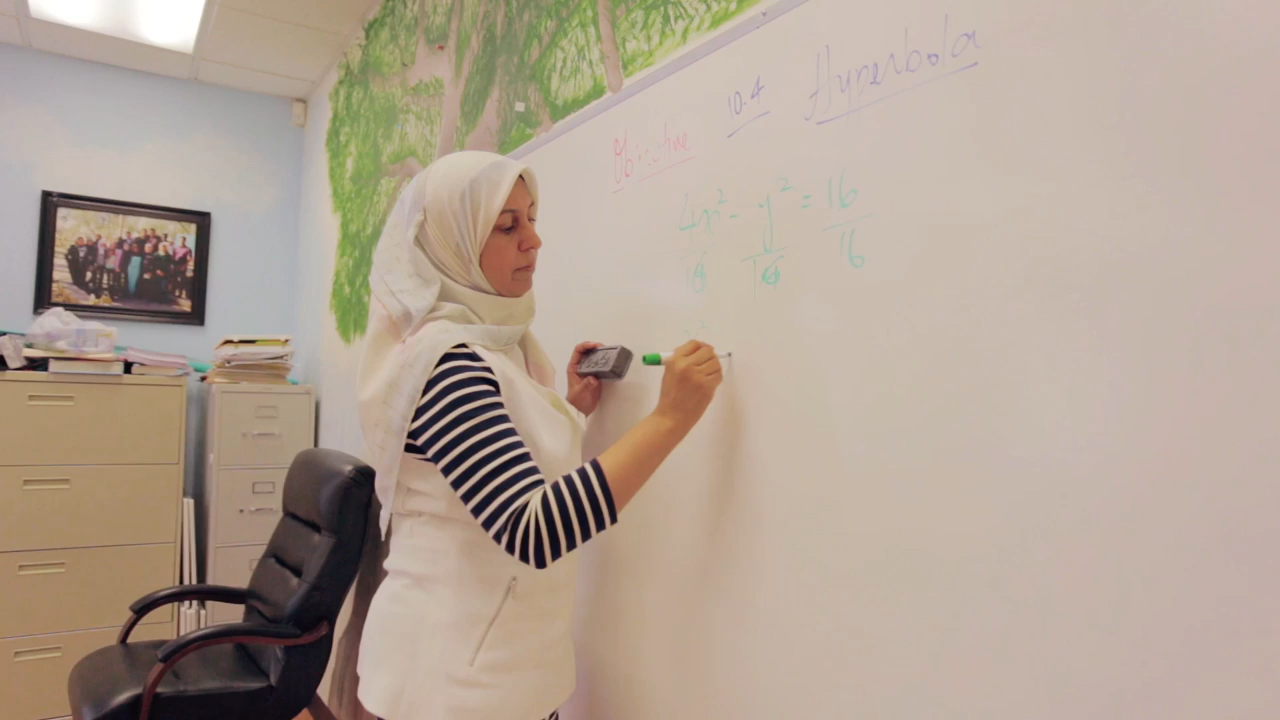 10.4 Hyperbola
Objective
4x² - y² = 16
16 16 16